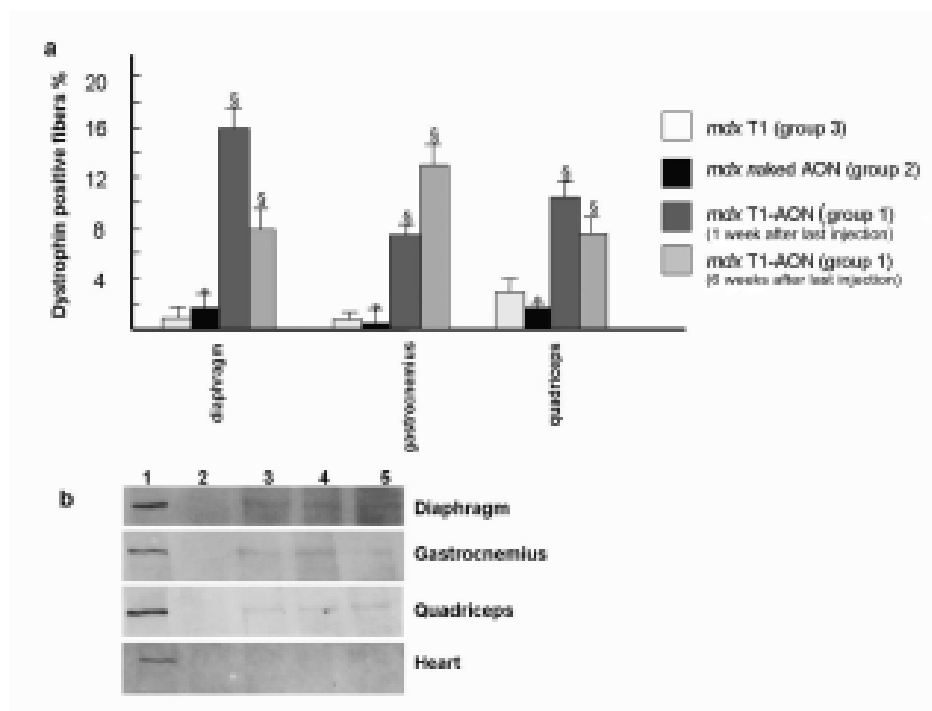 a
Dystrophin positive fibers %
20
16
12
8
4
§
§
§
§
§
§
*
*
*
diaphragm
gastrocnemius
quadriceps
mdx T1 (group 3)
mdx naked AON (group 2)
mdx T1-AON (group 1)
(1 week after last injection)
mdx T1-AON (group 1)
(6 weeks after last injection)
b
1 2 3 4 5
Diaphragm
Gastrocnemius
Quadriceps
Heart